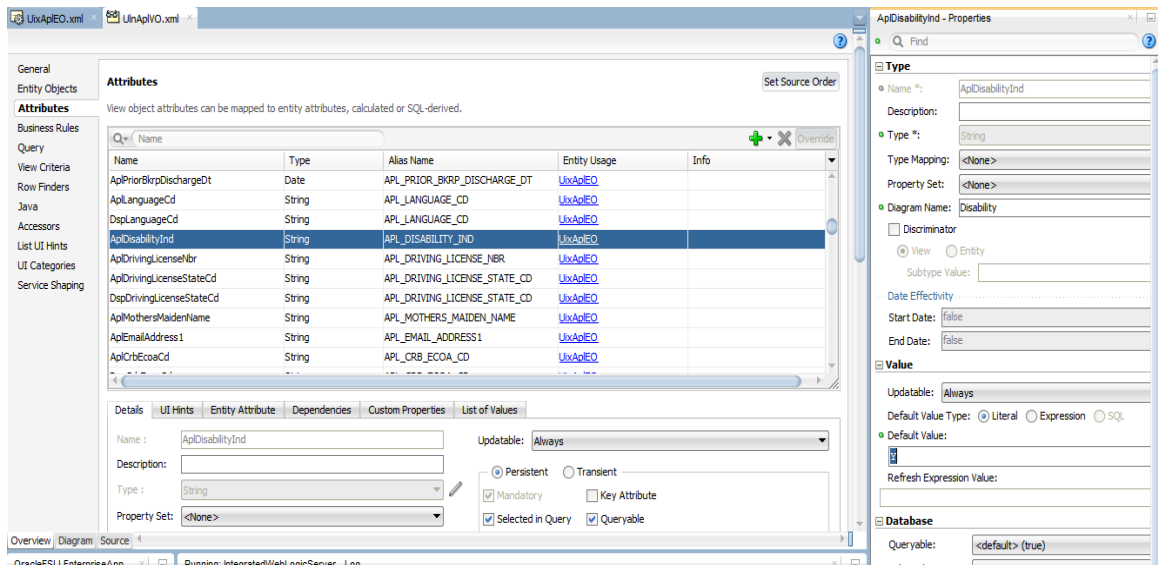 UixAplEO.xml UInAplVO.xml
General
Entity Objects
Attributes
Business Rules
Query
View Criteria
Row Finders
Java
Accessors
List UI Hints
UI Categories
Service Shaping
Attributes Set Source Order
View object attributes can be mapped to entity attributes, calculated or SQL-derived.
Name Override
Name Type Alias Name Entity Usage Info
AplPriorBkrpDischargeDt Date APL_PRIOR_BKRP_DISCHARGE_DT UixAplEO
AplLanguageCd String APL_LANGUAGE_CD UixAplEO
DspLanguageCd String APL_LANGUAGE_CD UixAplEO
AplDisabilityInd String APL_DISABILITY_IND UixAplEO
AplDrivingLicenseNbr String APL_DRIVING_LICENSE_NBR UixAplEO
AplDrivingLicenseStateCd String APL_DRIVING_LICENSE_STATE_CD UixAplEO
DspDrivingLicenseStateCd String APL_DRIVING_LICENSE_STATE_CD UixAplEO
AplMothersMaidenName String APL_MOTHERS_MAIDEN_NAME UixAplEO
AplEmailAddress1 String APL_EMAIL_ADDRESS1 UixAplEO
AplCrbEcoaCd String APL_CRB_ECOA_CD UixAplEO
Details UI Hints Entity Attribute Dependencies Custom Properties List of Values
Name : AplDisabilityInd
Description:
Type : String
Property Set: <None>
Updatable: Always
Persistent Transient
Mandatory Key Attribute
Selected in Query Queryable
Overview Diagram Source
OracleFSLLEnterpriseApp Running: IntegratedWebLogicServer - Log
AplDisabilityInd - Properties
Find
Type
Name *: AplDisabilityInd
Description:
Type *: String
Type Mapping: <None>
Property Set: <None>
Diagram Name: Disability
Discriminator
View Entity
Subtype Value:
Date Effectivity
Start Date: false
End Date: false
Value
Updatable: Always
Default Value Type: Literal Expression SQL
Default Value:
Y
Refresh Expression Value:
Database
Queryable: <default> (true)